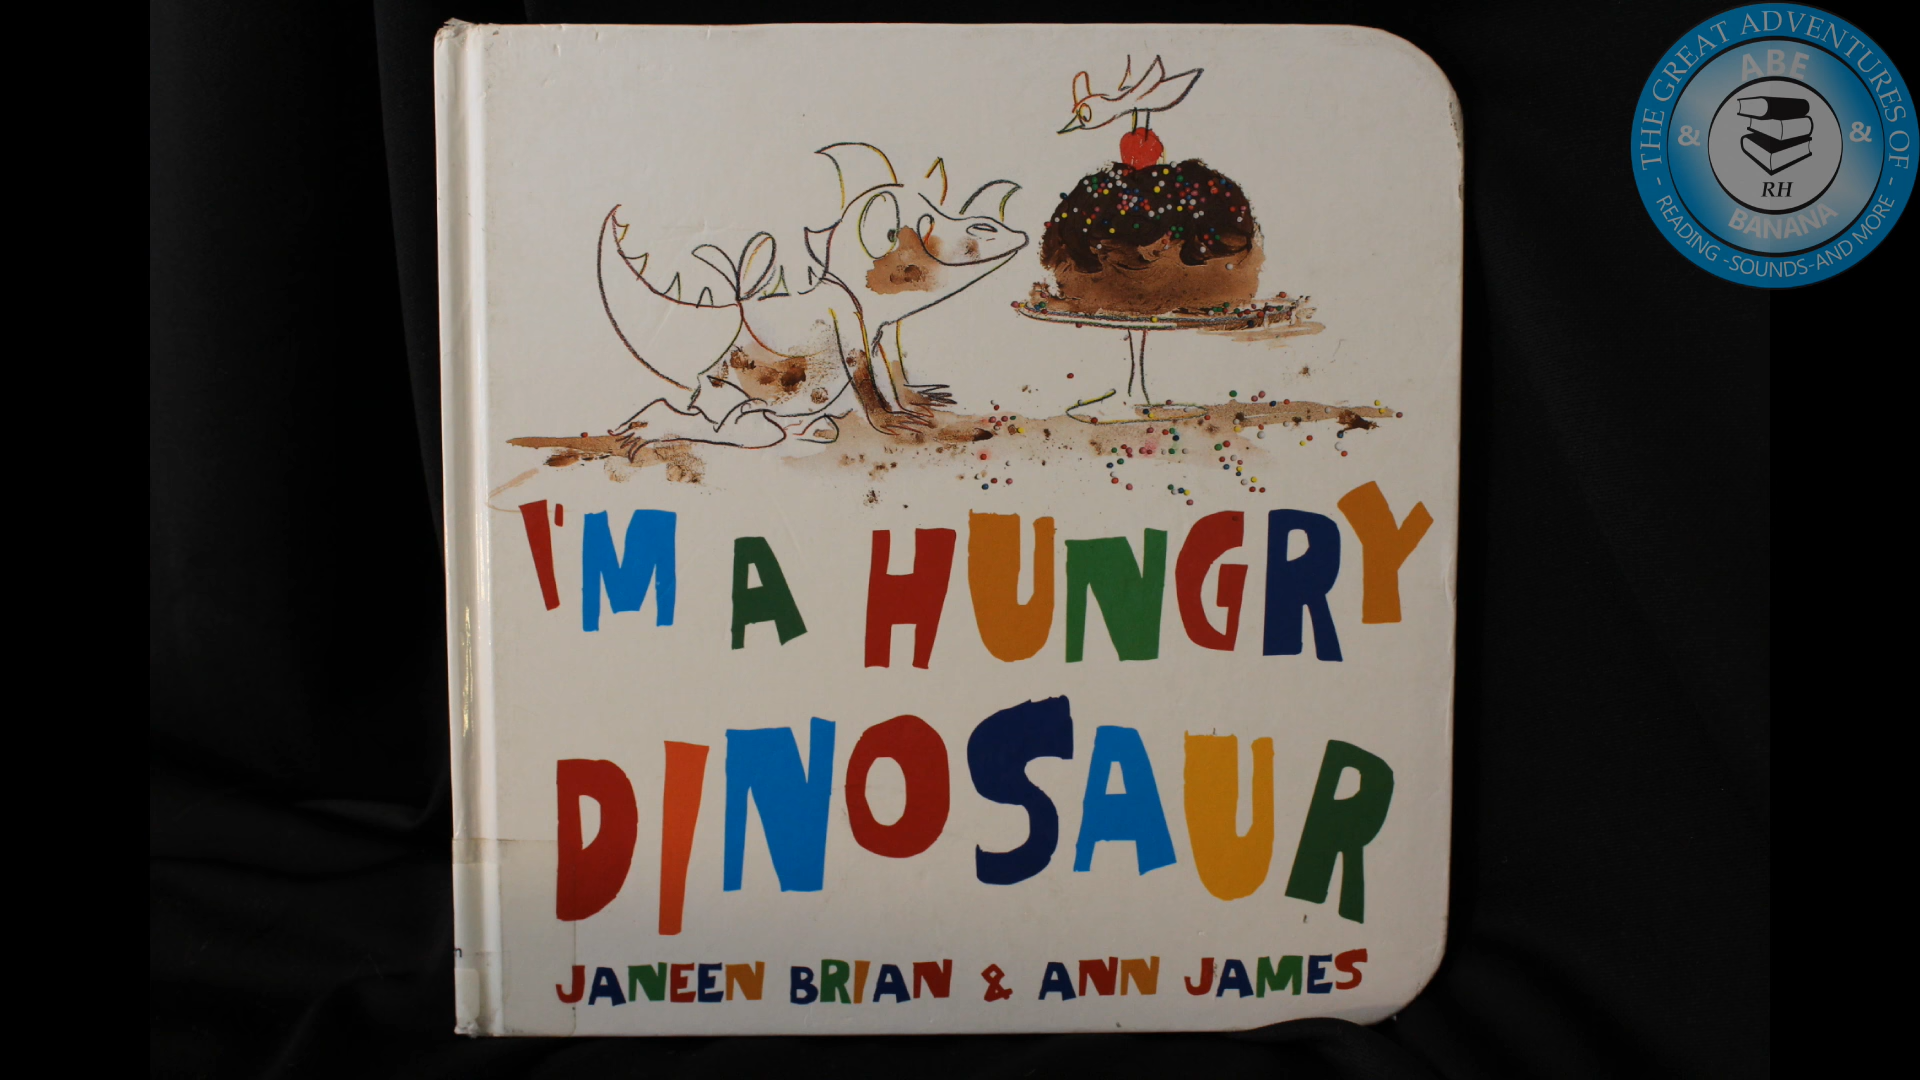 I'M A HUNGRY
DINOSAUR
JANEEN BRIAN & ANN JAMES
THE GREAT ADVENTURES OF
ABE
& &
RH
BANANA
- READING - SOUNDS - AND MORE -